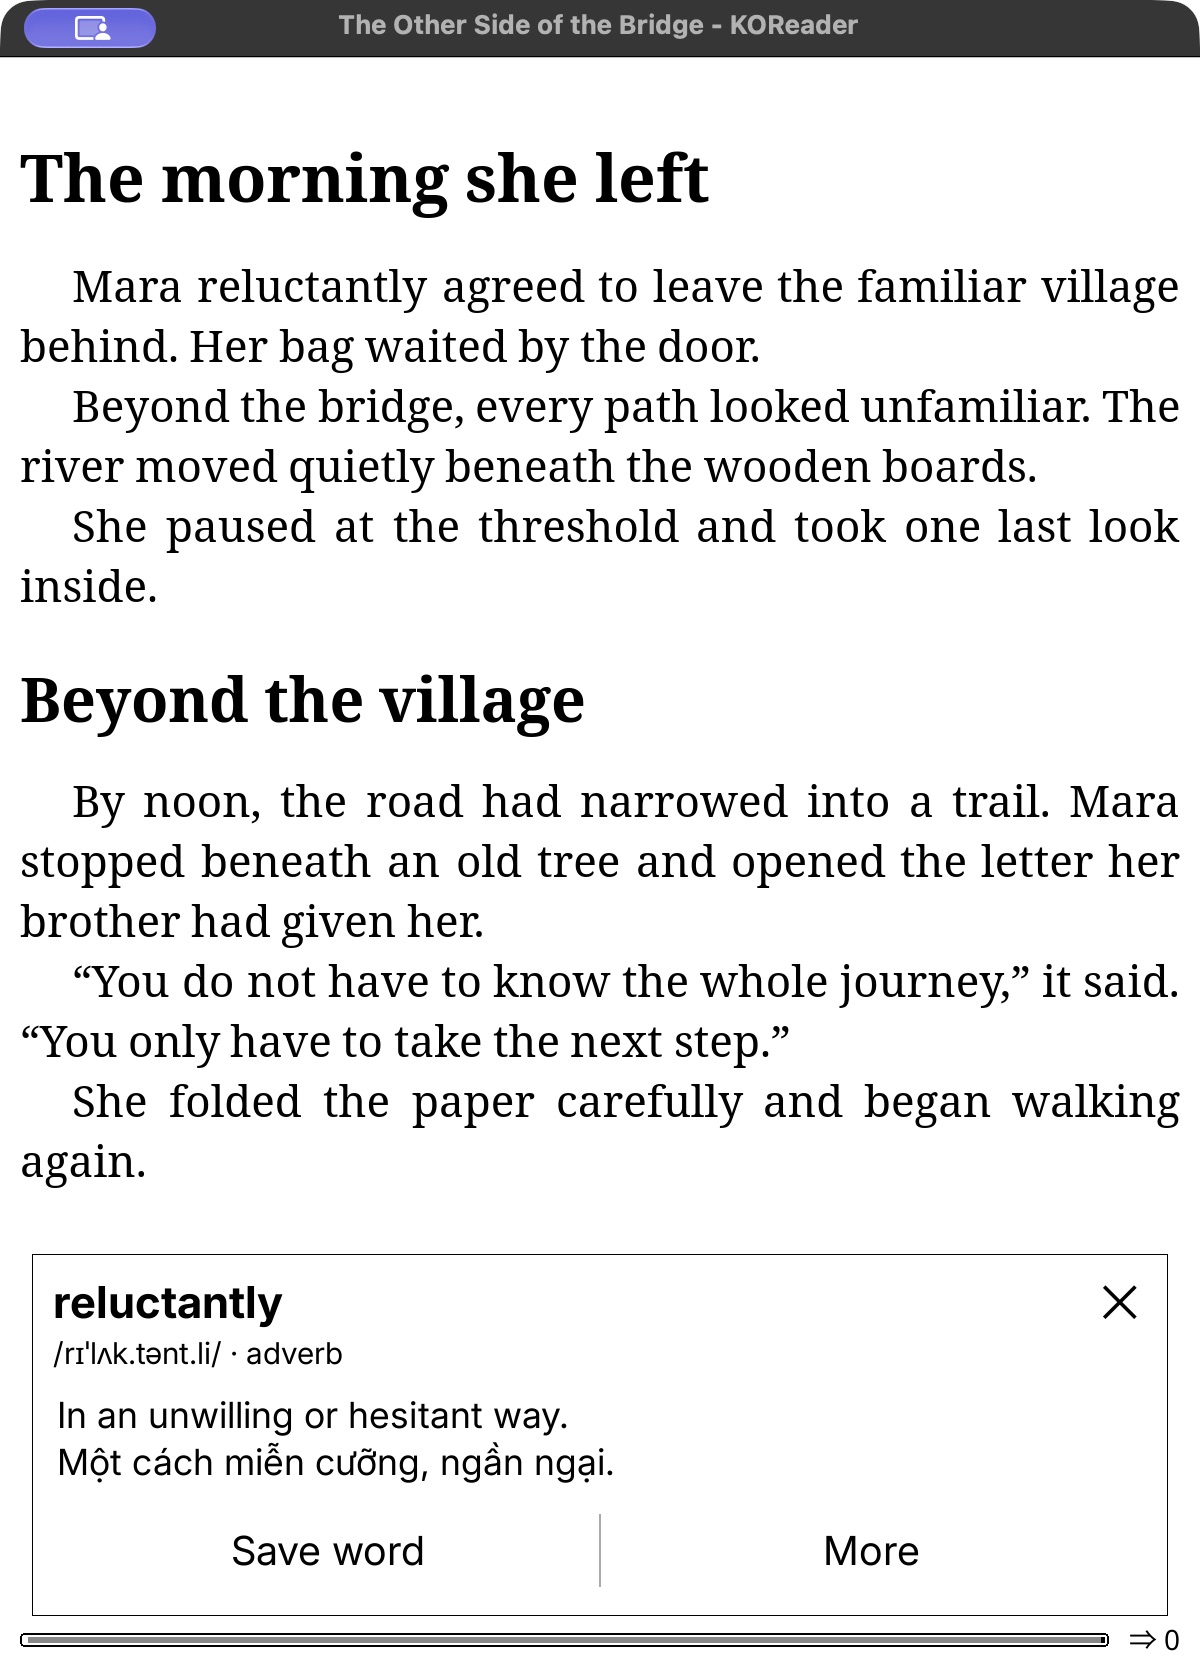 The Other Side of the Bridge - KOReader
The morning she left
Mara reluctantly agreed to leave the familiar village
behind. Her bag waited by the door.
Beyond the bridge, every path looked unfamiliar. The
river moved quietly beneath the wooden boards.
She paused at the threshold and took one last look
inside.
Beyond the village
By noon, the road had narrowed into a trail. Mara
stopped beneath an old tree and opened the letter her
brother had given her.
“You do not have to know the whole journey,” it said.
“You only have to take the next step.”
She folded the paper carefully and began walking
again.
reluctantly
/rɪˈlʌk.tənt.li/ · adverb
In an unwilling or hesitant way.
Một cách miễn cưỡng, ngần ngại.
Save word
More
⇒ 0